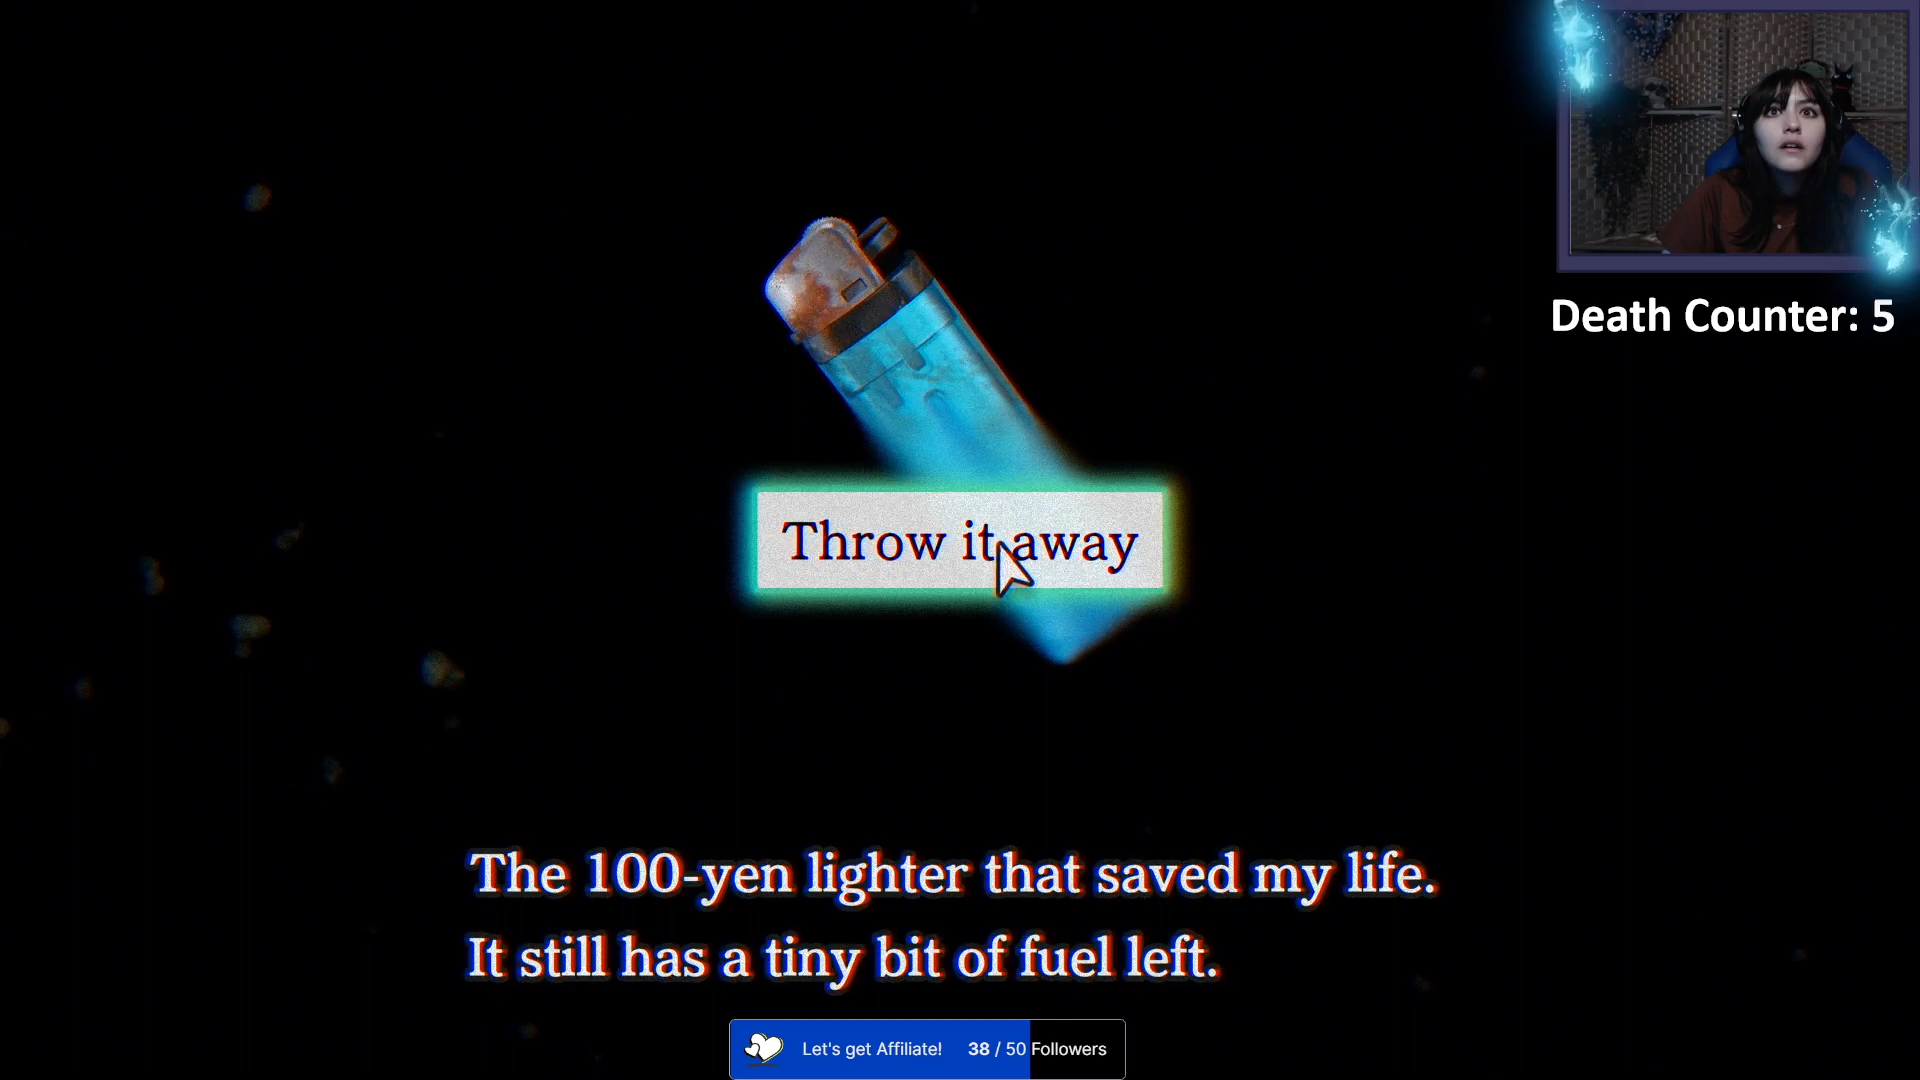 Death Counter: 5
Throw it away
The 100-yen lighter that saved my life.
It still has a tiny bit of fuel left.
Let's get Affiliate! 38 / 50 Followers